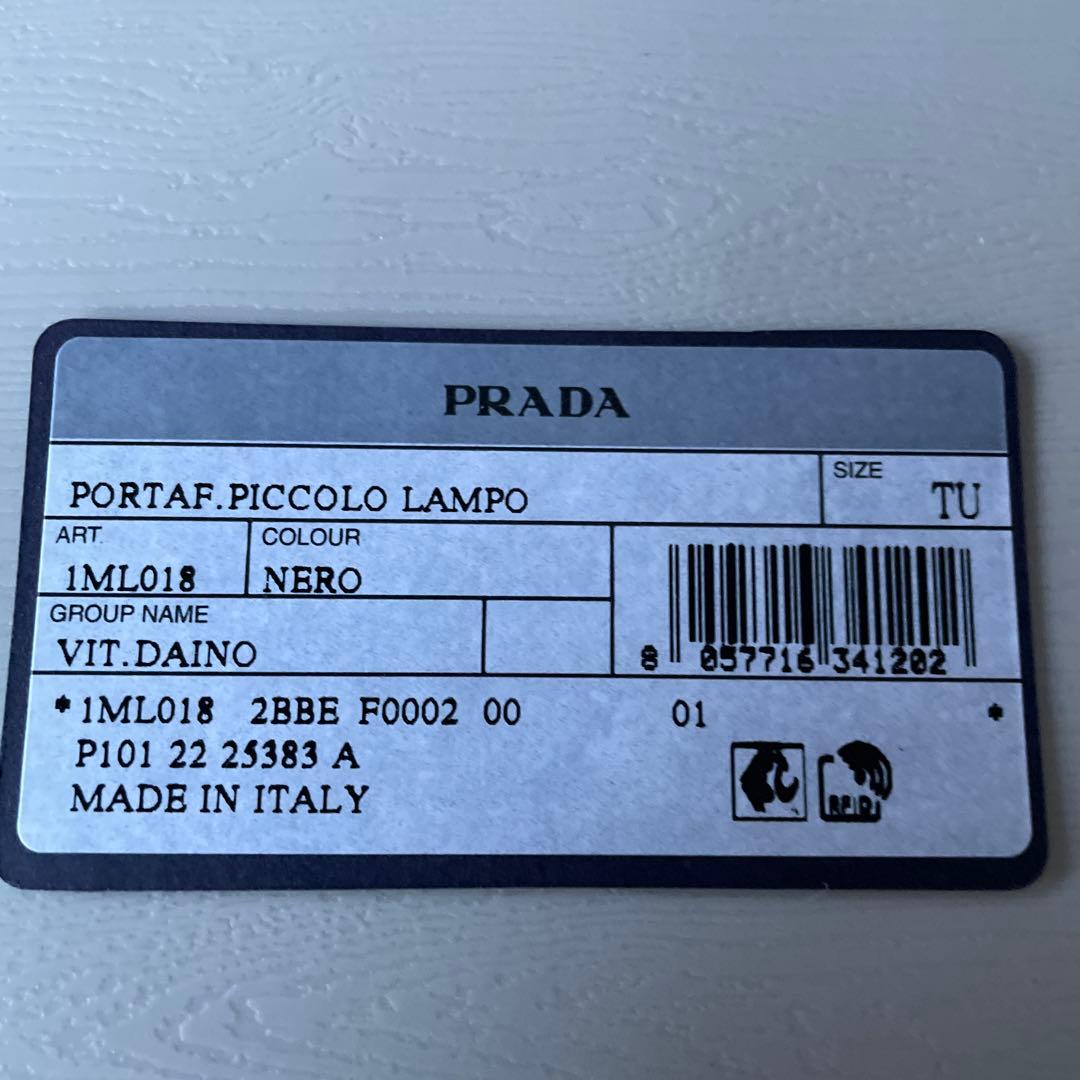 PRADA
PORTAF.PICCOLO LAMPO
SIZE
TU
ART.
1ML018
COLOUR
NERO
GROUP NAME
VIT.DAINO
8 057716 341202
*1ML018 2BBE F0002 00 01 *
P101 22 25383 A
MADE IN ITALY
RFID